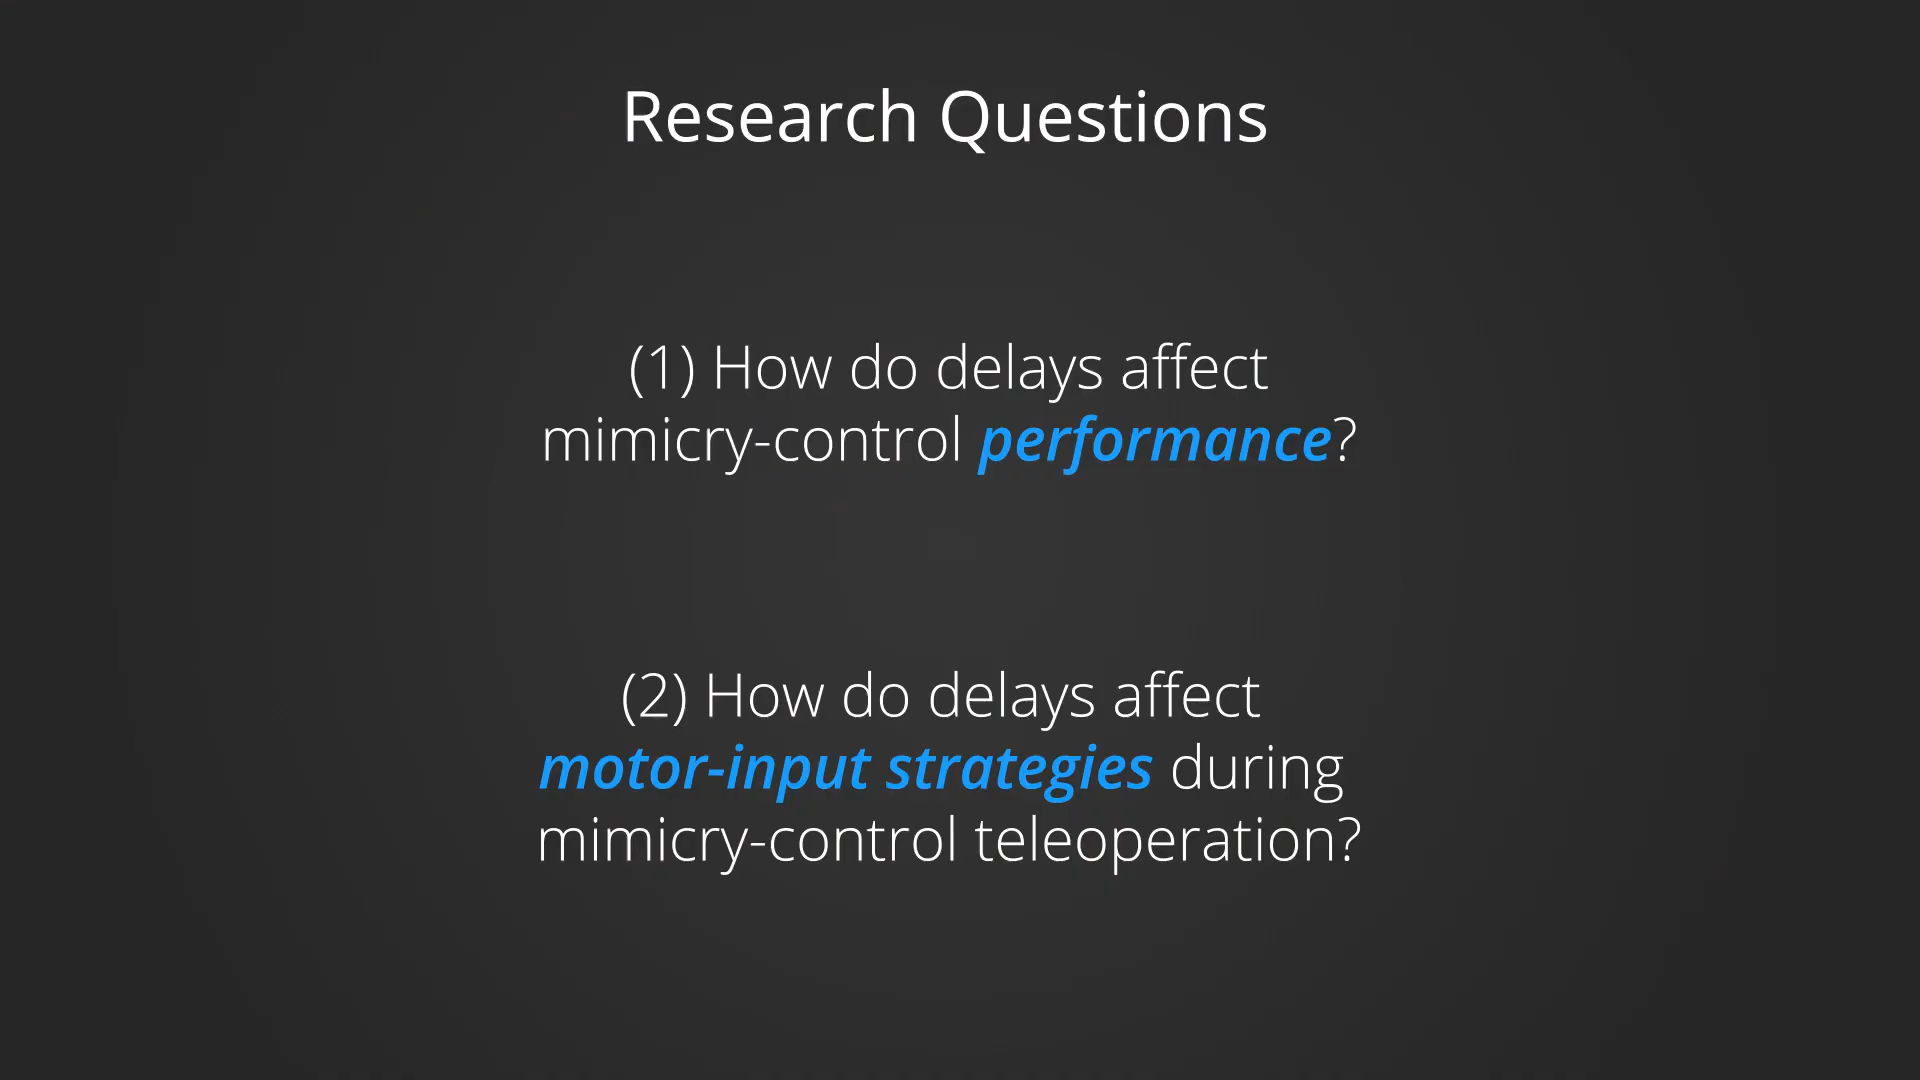 Research Questions
(1) How do delays affect
mimicry-control performance?
(2) How do delays affect
motor-input strategies during
mimicry-control teleoperation?